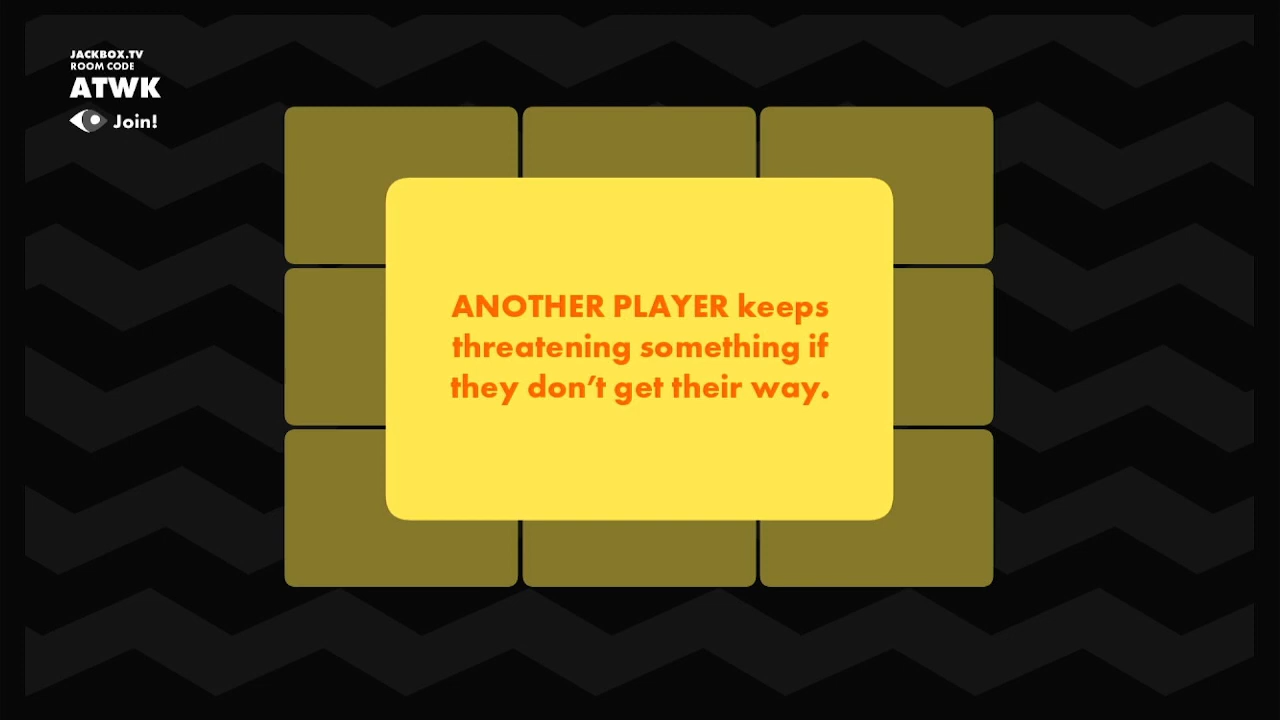 JACKBOX.TV
ROOM CODE
ATWK
Join!
ANOTHER PLAYER keeps
threatening something if
they don’t get their way.